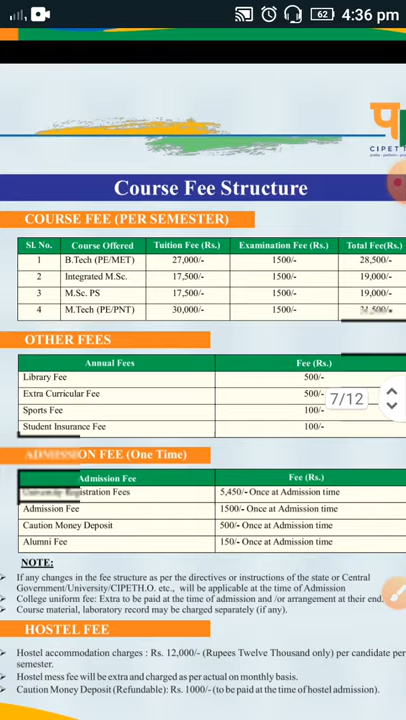 62 4:36 pm
प
CIPET
Course Fee Structure
COURSE FEE (PER SEMESTER)
Sl. No. Course Offered Tuition Fee (Rs.) Examination Fee (Rs.) Total Fee(Rs.)
1 B.Tech (PE/MET) 27,000/- 1500/- 28,500/-
2 Integrated M.Sc. 17,500/- 1500/- 19,000/-
3 M.Sc. PS 17,500/- 1500/- 19,000/-
4 M.Tech (PE/PNT) 30,000/- 1500/- 31,500/-
OTHER FEES
Annual Fees Fee (Rs.)
Library Fee 500/-
Extra Curricular Fee 500/-
7/12
Sports Fee 100/-
Student Insurance Fee 100/-
ADMISSION FEE (One Time)
Admission Fee Fee (Rs.)
University Registration Fees 5,450/- Once at Admission time
Admission Fee 1500/- Once at Admission time
Caution Money Deposit 500/- Once at Admission time
Alumni Fee 150/- Once at Admission time
NOTE:
If any changes in the fee structure as per the directives or instructions of the state or Central
Government/University/CIPETH.O. etc., will be applicable at the time of Admission
College uniform fee: Extra to be paid at the time of admission and /or arrangement at their end.
Course material, laboratory record may be charged separately (if any).
HOSTEL FEE
Hostel accommodation charges : Rs. 12,000/- (Rupees Twelve Thousand only) per candidate per
semester.
Hostel mess fee will be extra and charged as per actual on monthly basis.
Caution Money Deposit (Refundable): Rs. 1000/- (to be paid at the time of hostel admission).